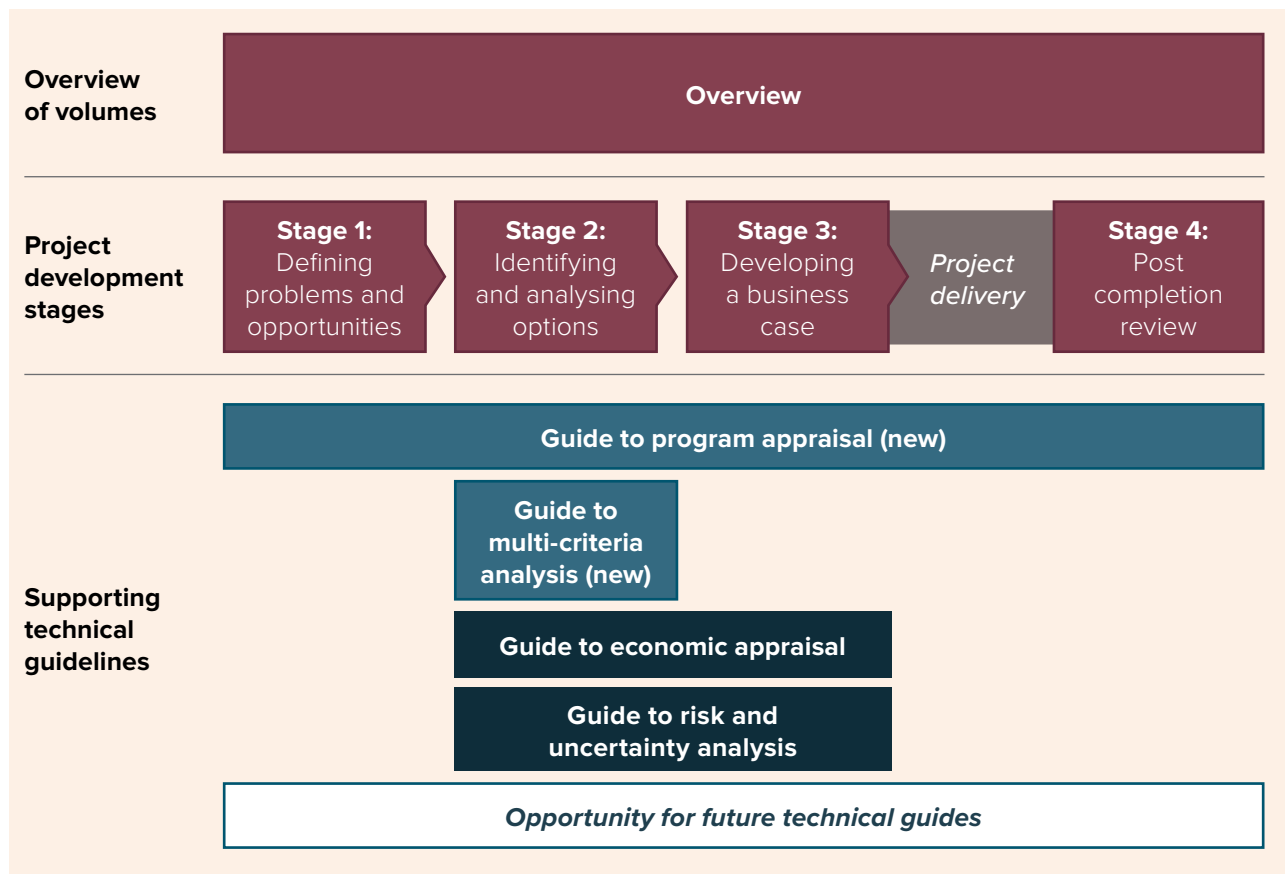 Overview
of volumes
Overview
Project
development
stages
Stage 1:
Defining
problems and
opportunities
Stage 2:
Identifying
and analysing
options
Stage 3:
Developing
a business
case
Project
delivery
Stage 4:
Post
completion
review
Supporting
technical
guidelines
Guide to program appraisal (new)
Guide to
multi-criteria
analysis (new)
Guide to economic appraisal
Guide to risk and
uncertainty analysis
Opportunity for future technical guides